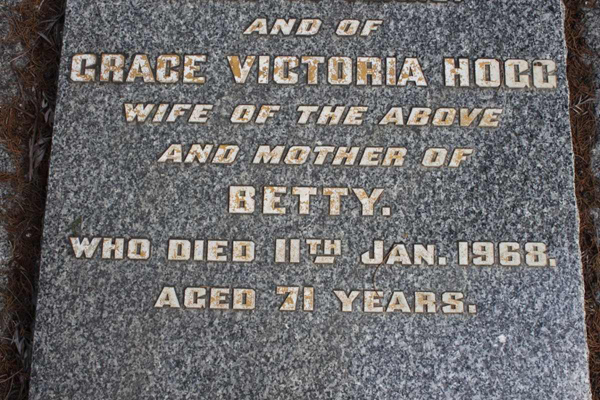 AND OF
GRACE VICTORIA HOGG
WIFE OF THE ABOVE
AND MOTHER OF
BETTY.
WHO DIED 11TH JAN. 1968.
AGED 71 YEARS.